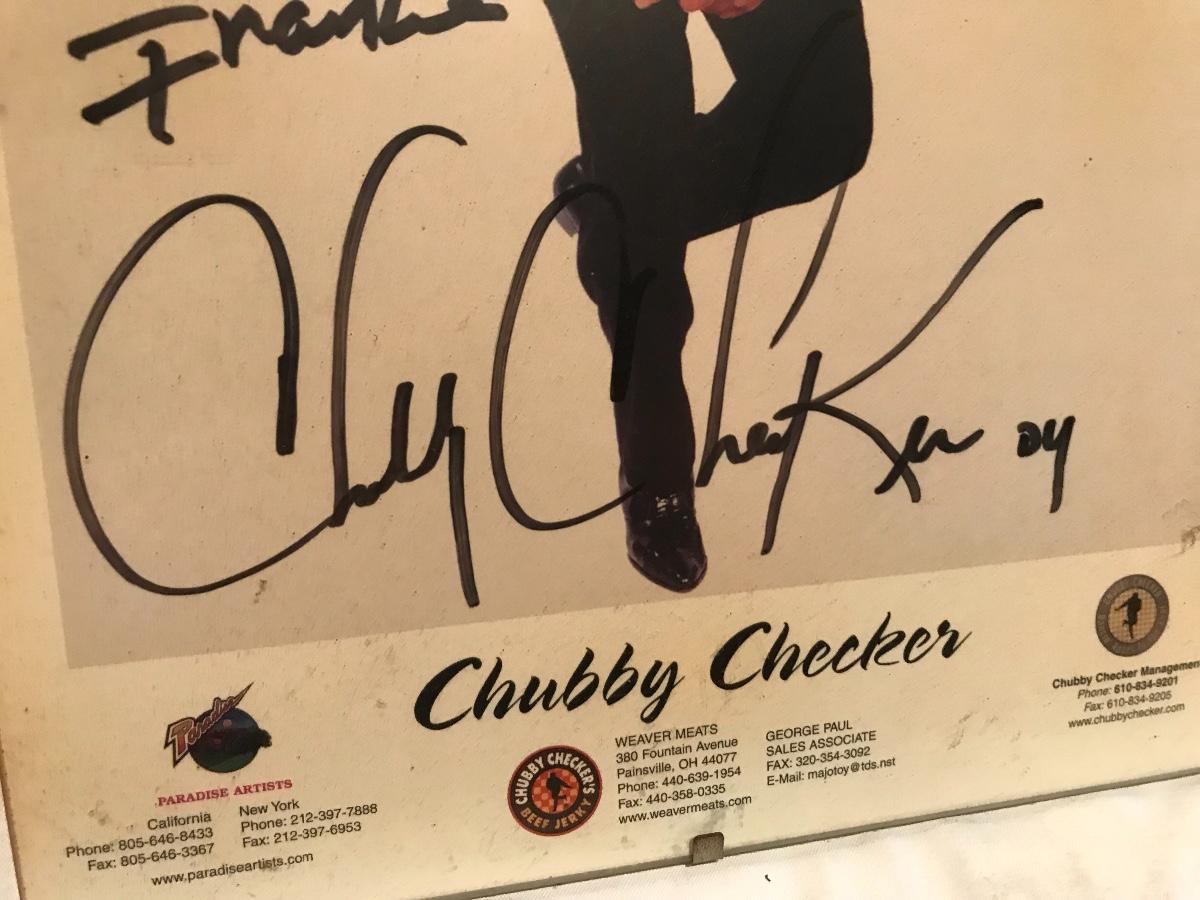 Frankie
Chubby Checker 04
Chubby Checker
Paradise
PARADISE ARTISTS
California
Phone: 805-646-8433
Fax: 805-646-3367
New York
Phone: 212-397-7888
Fax: 212-397-6953
www.paradiseartists.com
CHUBBY CHECKER'S
BEEF JERKY
WEAVER MEATS
380 Fountain Avenue
Painsville, OH 44077
Phone: 440-639-1954
Fax: 440-358-0335
www.weavermeats.com
GEORGE PAUL
SALES ASSOCIATE
FAX: 320-354-3092
E-Mail: majotoy@tds.nst
CHUBBY CHECKER
Chubby Checker Management
Phone: 610-834-9201
Fax: 610-834-9205
www.chubbychecker.com